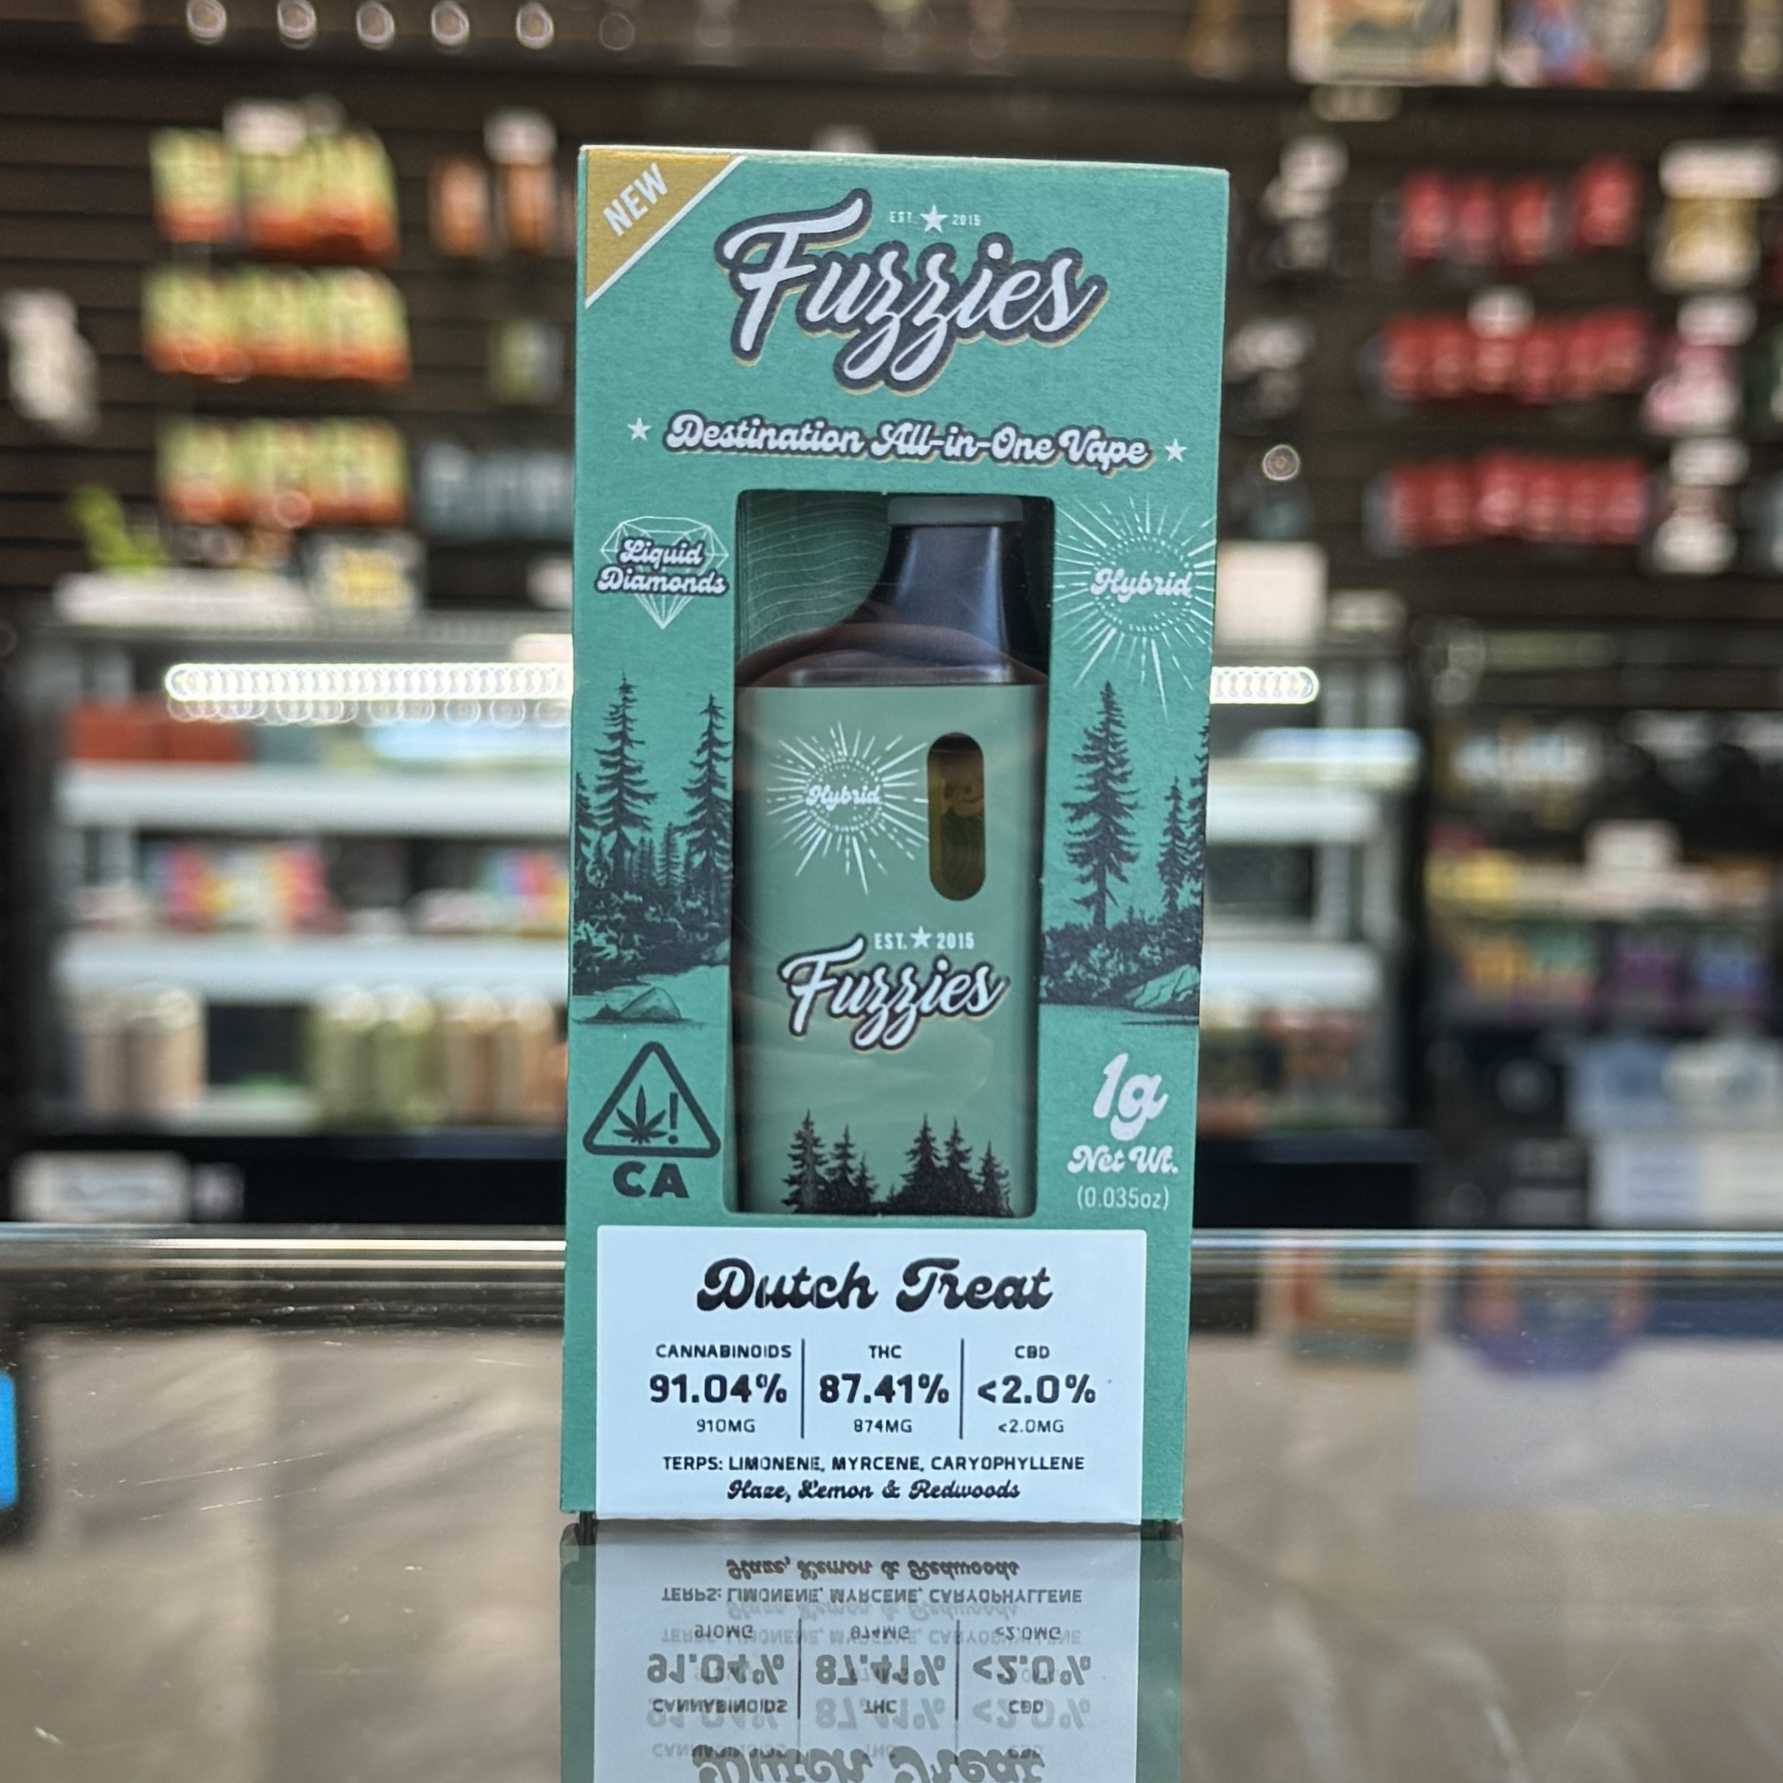 NEW
EST. ★ 2015
Fuzzies
★ Destination All-in-One Vape ★
Liquid
Diamonds
Hybrid
Hybrid
EST. ★ 2015
Fuzzies
CA
1g
Net Wt.
(0.035oz)
Dutch Treat
CANNABINOIDS THC CBD
91.04% 87.41% <2.0%
910MG 874MG <2.0MG
TERPS: LIMONENE, MYRCENE, CARYOPHYLLENE
Haze, Lemon & Redwoods